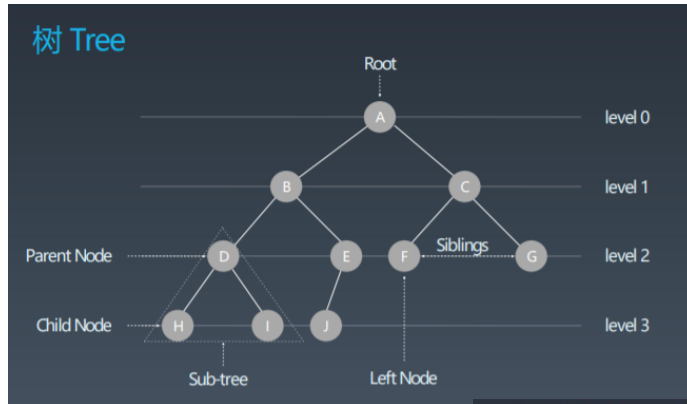 树 Tree
Root
A
level 0
B
C
level 1
Parent Node
D
E
F
Siblings
G
level 2
Child Node
H
I
J
level 3
Sub-tree
Left Node